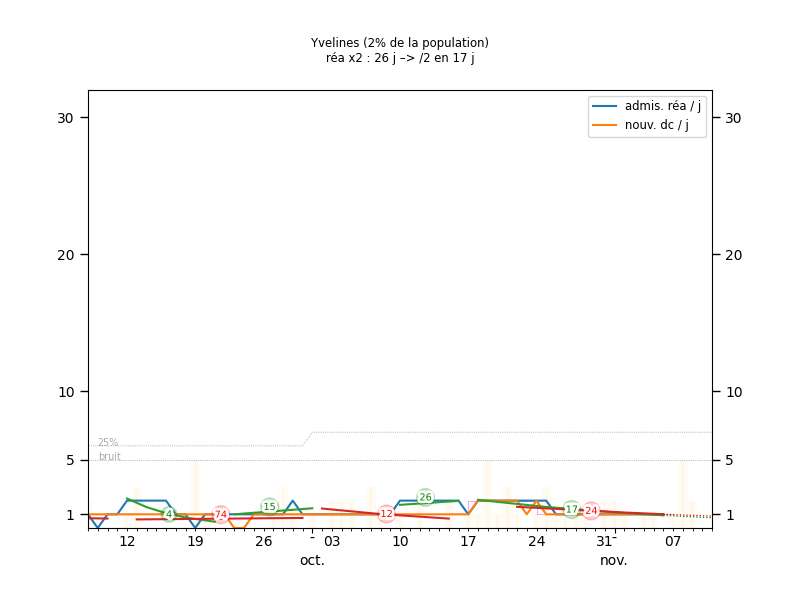 Yvelines (2% de la population)
réa x2 : 26 j –> /2 en 17 j
admis. réa / j
nouv. dc / j
30 30
20 20
10 10
5 5
1 1
25%
bruit
4 74 15 12 26 17 24
12 19 26 - 03 10 17 24 31- 07
oct. nov.